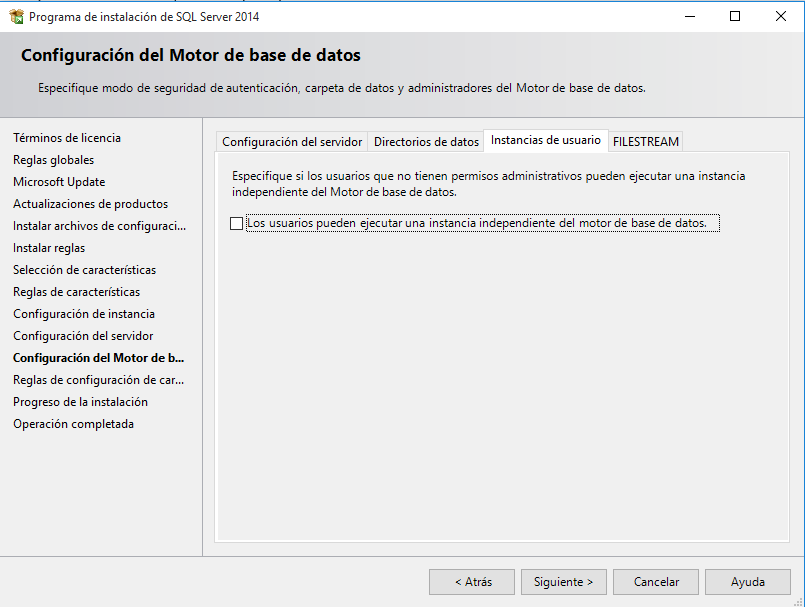 Programa de instalación de SQL Server 2014
Configuración del Motor de base de datos
Especifique modo de seguridad de autenticación, carpeta de datos y administradores del Motor de base de datos.
Términos de licencia
Reglas globales
Microsoft Update
Actualizaciones de productos
Instalar archivos de configuraci...
Instalar reglas
Selección de características
Reglas de características
Configuración de instancia
Configuración del servidor
Configuración del Motor de b...
Reglas de configuración de car...
Progreso de la instalación
Operación completada
Configuración del servidor
Directorios de datos
Instancias de usuario
FILESTREAM
Especifique si los usuarios que no tienen permisos administrativos pueden ejecutar una instancia
independiente del Motor de base de datos.
Los usuarios pueden ejecutar una instancia independiente del motor de base de datos.
< Atrás
Siguiente >
Cancelar
Ayuda